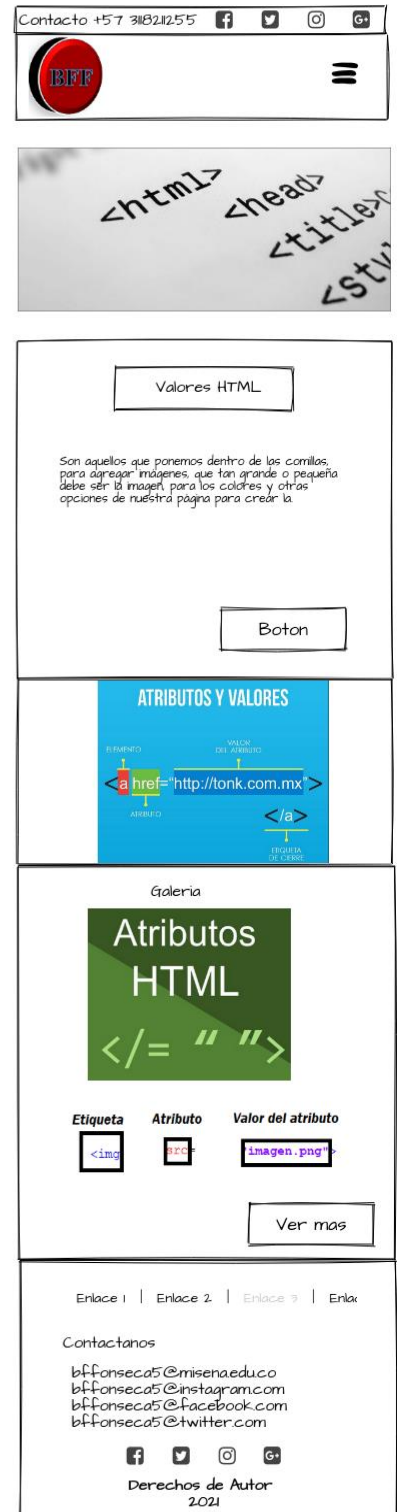 Contacto +57 3118211255
BFF
<html>
<head>
<title>
Valores HTML
Son aquellos que ponemos dentro de las comillas,
para agregar imágenes, que tan grande o pequeña
debe ser la imagen, para los colores y otras
opciones de nuestra página para crear la.
Boton
ATRIBUTOS Y VALORES
ELEMENTO
VALOR
DEL ATRIBUTO
<a href="http://tonk.com.mx">
ATRIBUTO
</a>
ETIQUETA
DE CIERRE
Galeria
Atributos
HTML
</= " ">
Etiqueta Atributo Valor del atributo
<img src= "imagen.png">
Ver mas
Enlace 1 | Enlace 2 | Enlace 3 | Enlac
Contactanos
bffonseca5@misena.edu.co
bffonseca5@instagram.com
bffonseca5@facebook.com
bffonseca5@twitter.com
Derechos de Autor
2021